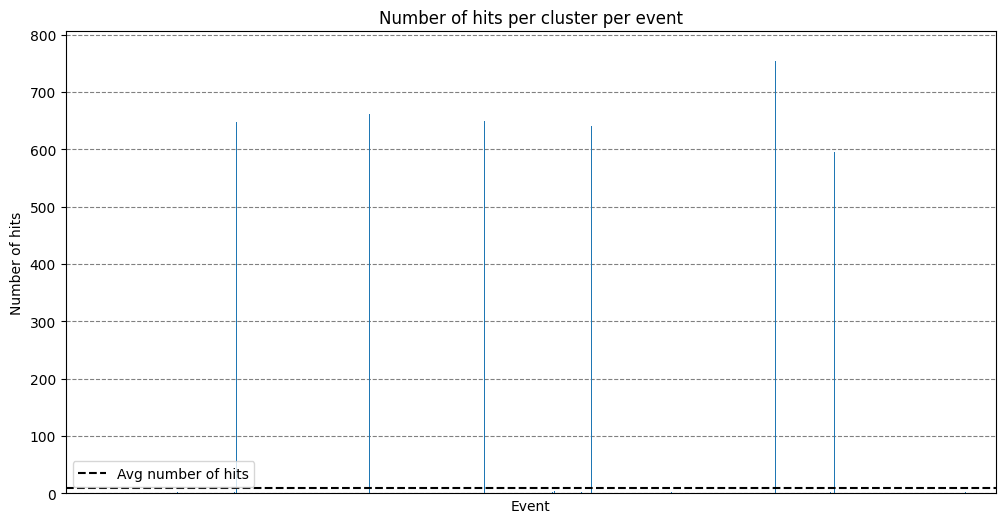 Number of hits per cluster per event
800
700
600
500
400
300
200
100
0
Number of hits
Avg number of hits
Event